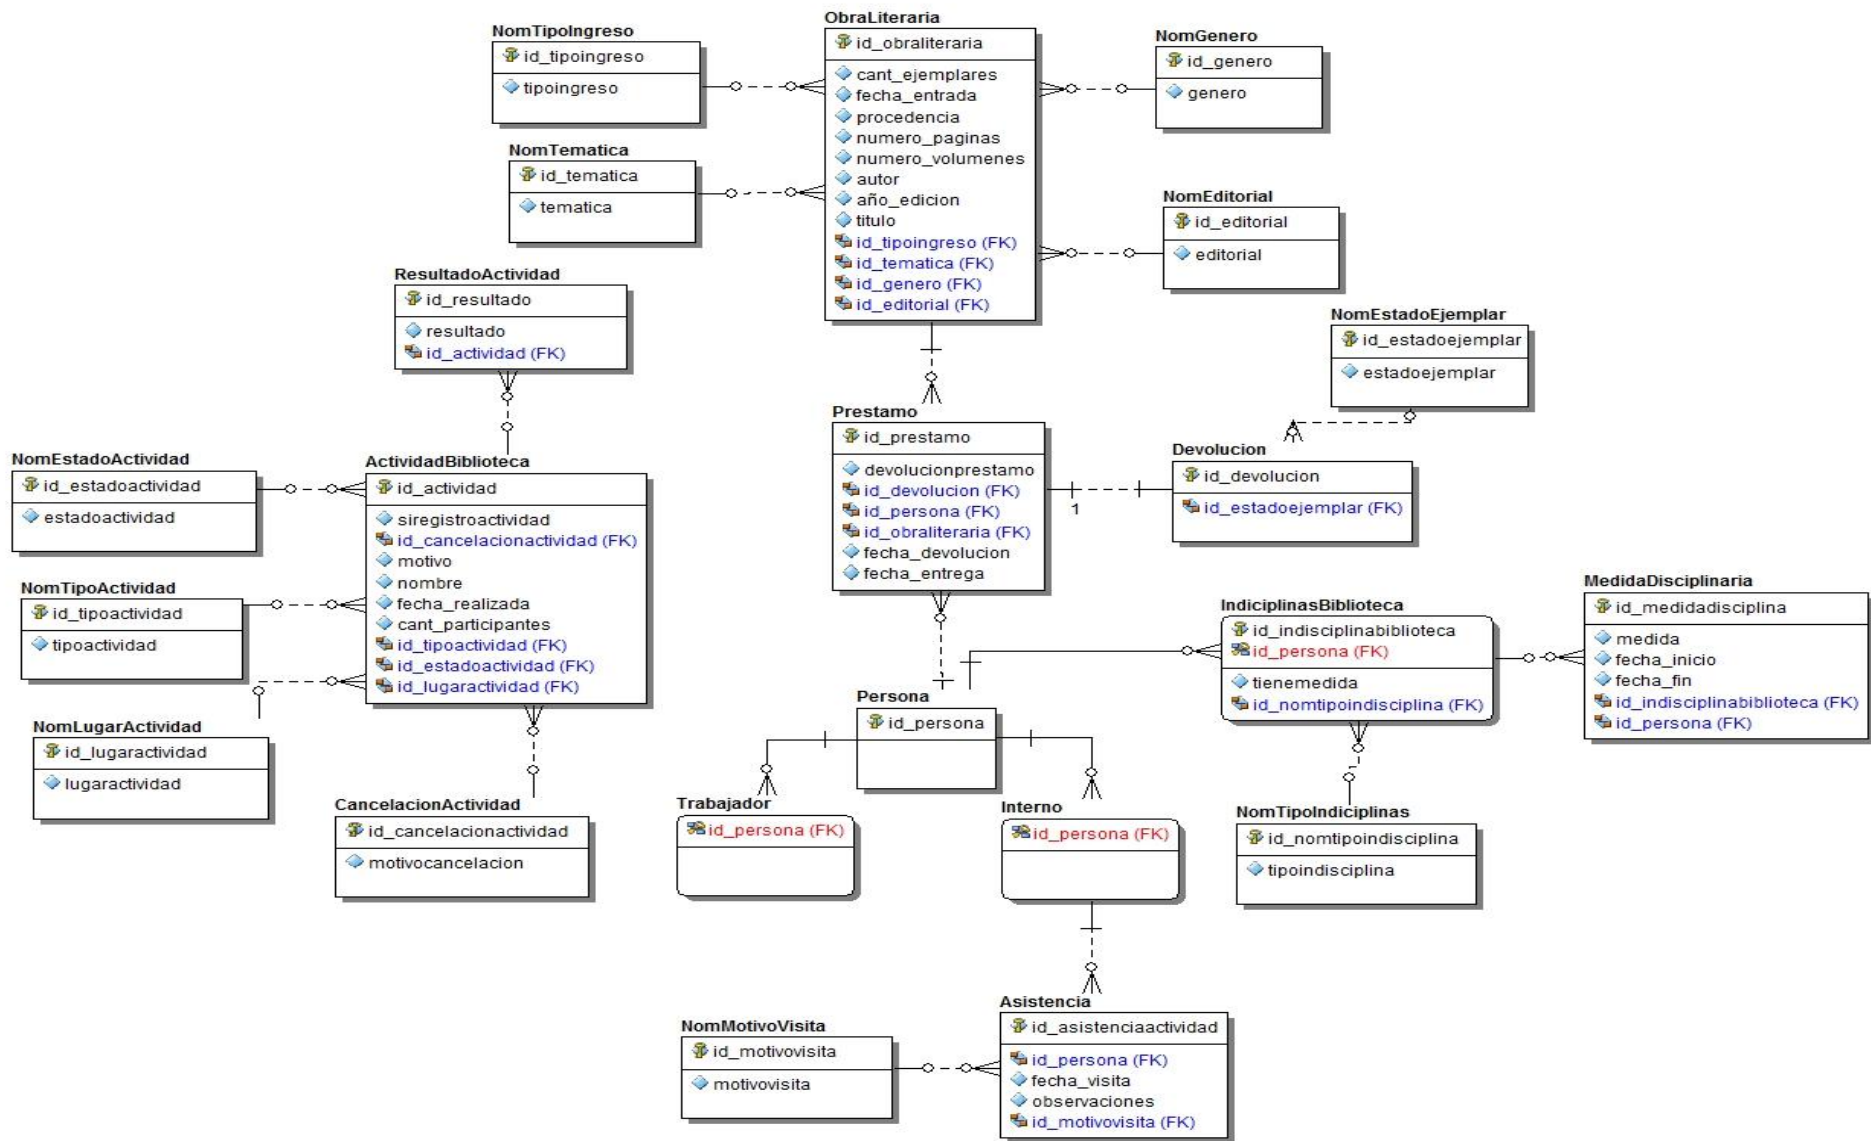 NomTipoIngreso
id_tipoingreso
tipoingreso
NomTematica
id_tematica
tematica
ObraLiteraria
id_obraliteraria
cant_ejemplares
fecha_entrada
procedencia
numero_paginas
numero_volumenes
autor
año_edicion
titulo
id_tipoingreso (FK)
id_tematica (FK)
id_genero (FK)
id_editorial (FK)
NomGenero
id_genero
genero
NomEditorial
id_editorial
editorial
ResultadoActividad
id_resultado
resultado
id_actividad (FK)
NomEstadoEjemplar
id_estadoejemplar
estadoejemplar
Prestamo
id_prestamo
devolucionprestamo
id_devolucion (FK)
id_persona (FK)
id_obraliteraria (FK)
fecha_devolucion
fecha_entrega
1
Devolucion
id_devolucion
id_estadoejemplar (FK)
NomEstadoActividad
id_estadoactividad
estadoactividad
ActividadBiblioteca
id_actividad
siregistroactividad
id_cancelacionactividad (FK)
motivo
nombre
fecha_realizada
cant_participantes
id_tipoactividad (FK)
id_estadoactividad (FK)
id_lugaractividad (FK)
NomTipoActividad
id_tipoactividad
tipoactividad
NomLugarActividad
id_lugaractividad
lugaractividad
CancelacionActividad
id_cancelacionactividad
motivocancelacion
IndiciplinasBiblioteca
id_indisciplinabiblioteca
id_persona (FK)
tienemedida
id_nomtipoindisciplina (FK)
MedidaDisciplinaria
id_medidadisciplina
medida
fecha_inicio
fecha_fin
id_indisciplinabiblioteca (FK)
id_persona (FK)
Persona
id_persona
Trabajador
id_persona (FK)
Interno
id_persona (FK)
NomTipoIndiciplinas
id_nomtipoindisciplina
tipoindisciplina
NomMotivoVisita
id_motivovisita
motivovisita
Asistencia
id_asistenciaactividad
id_persona (FK)
fecha_visita
observaciones
id_motivovisita (FK)